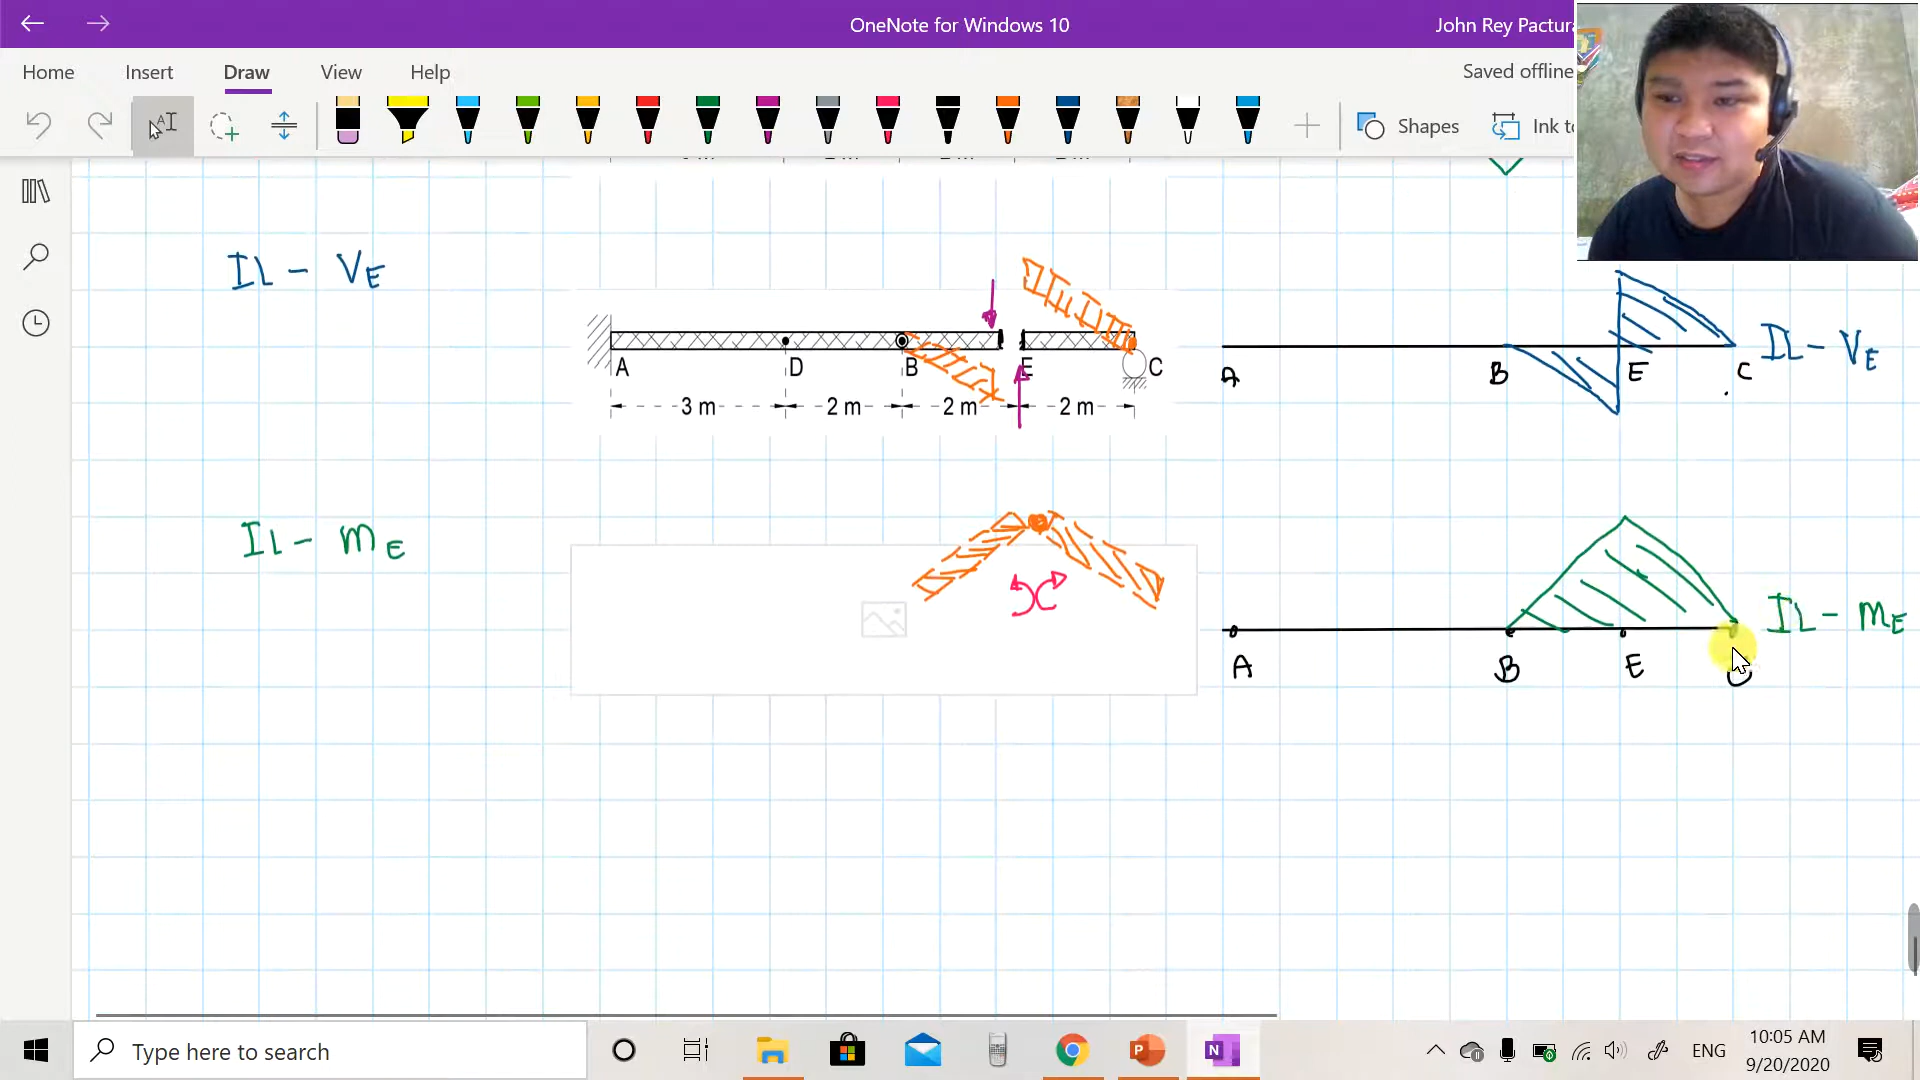 OneNote for Windows 10
John Rey Pactura
Home
Insert
Draw
View
Help
Saved offline
Shapes
Ink to
IL - VE
A
D
B
E
C
3 m
2 m
2 m
2 m
A
B
E
C
IL - VE
IL - ME
A
B
E
IL - ME
Type here to search
ENG
10:05 AM
9/20/2020